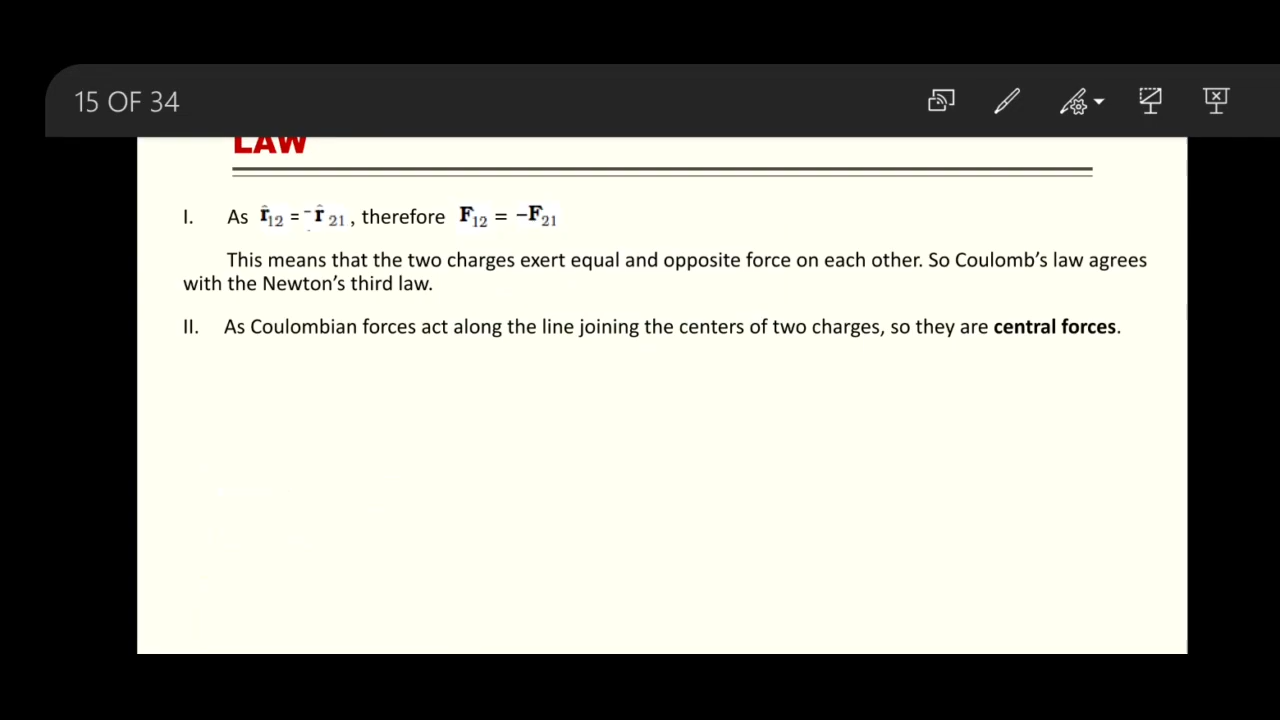 15 OF 34
LAW
I. As r̂12 = -r̂ 21 , therefore F12 = −F21
This means that the two charges exert equal and opposite force on each other. So Coulomb’s law agrees
with the Newton’s third law.
II. As Coulombian forces act along the line joining the centers of two charges, so they are central forces.